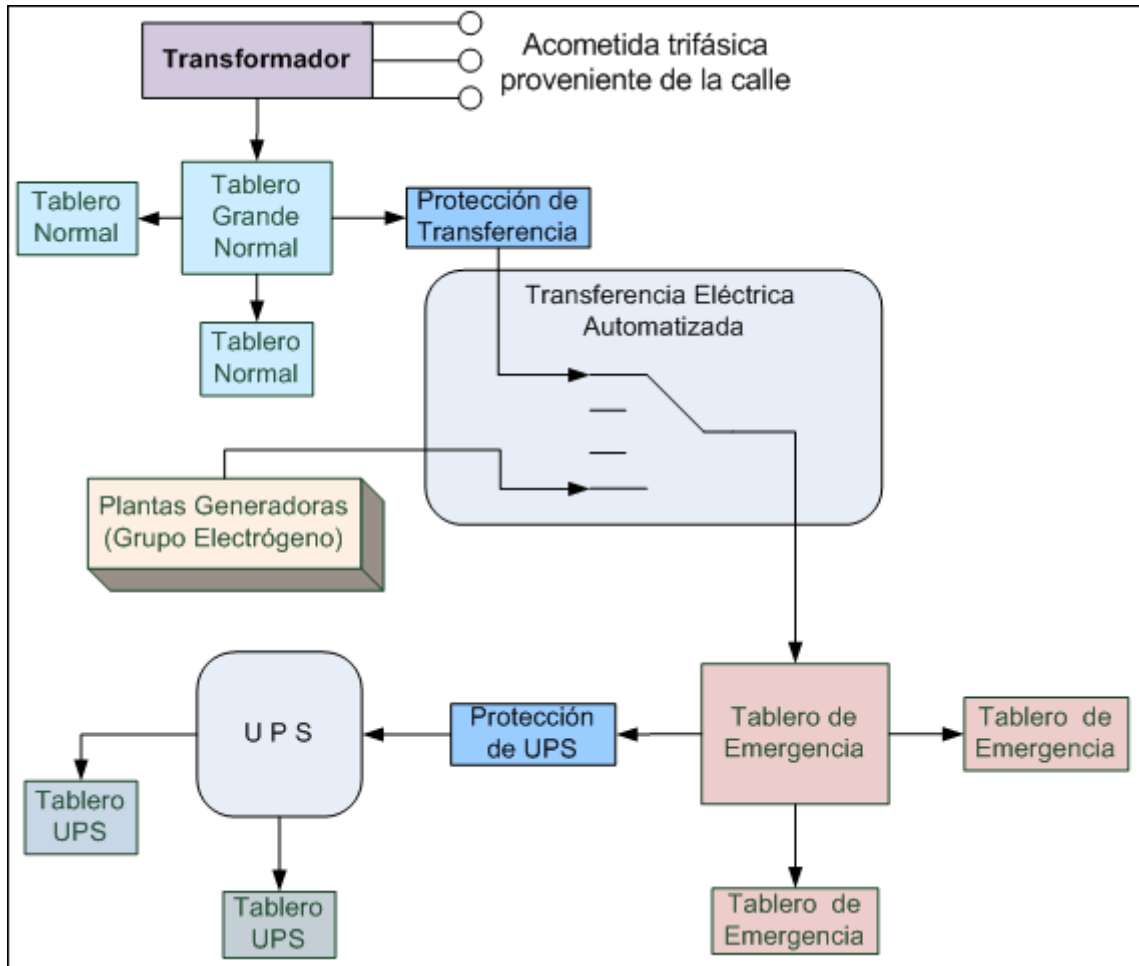 Transformador
Acometida trifásica
proveniente de la calle
Tablero
Normal
Tablero
Grande
Normal
Protección de
Transferencia
Tablero
Normal
Transferencia Eléctrica
Automatizada
Plantas Generadoras
(Grupo Electrógeno)
U P S
Protección
de UPS
Tablero de
Emergencia
Tablero de
Emergencia
Tablero
UPS
Tablero
UPS
Tablero de
Emergencia